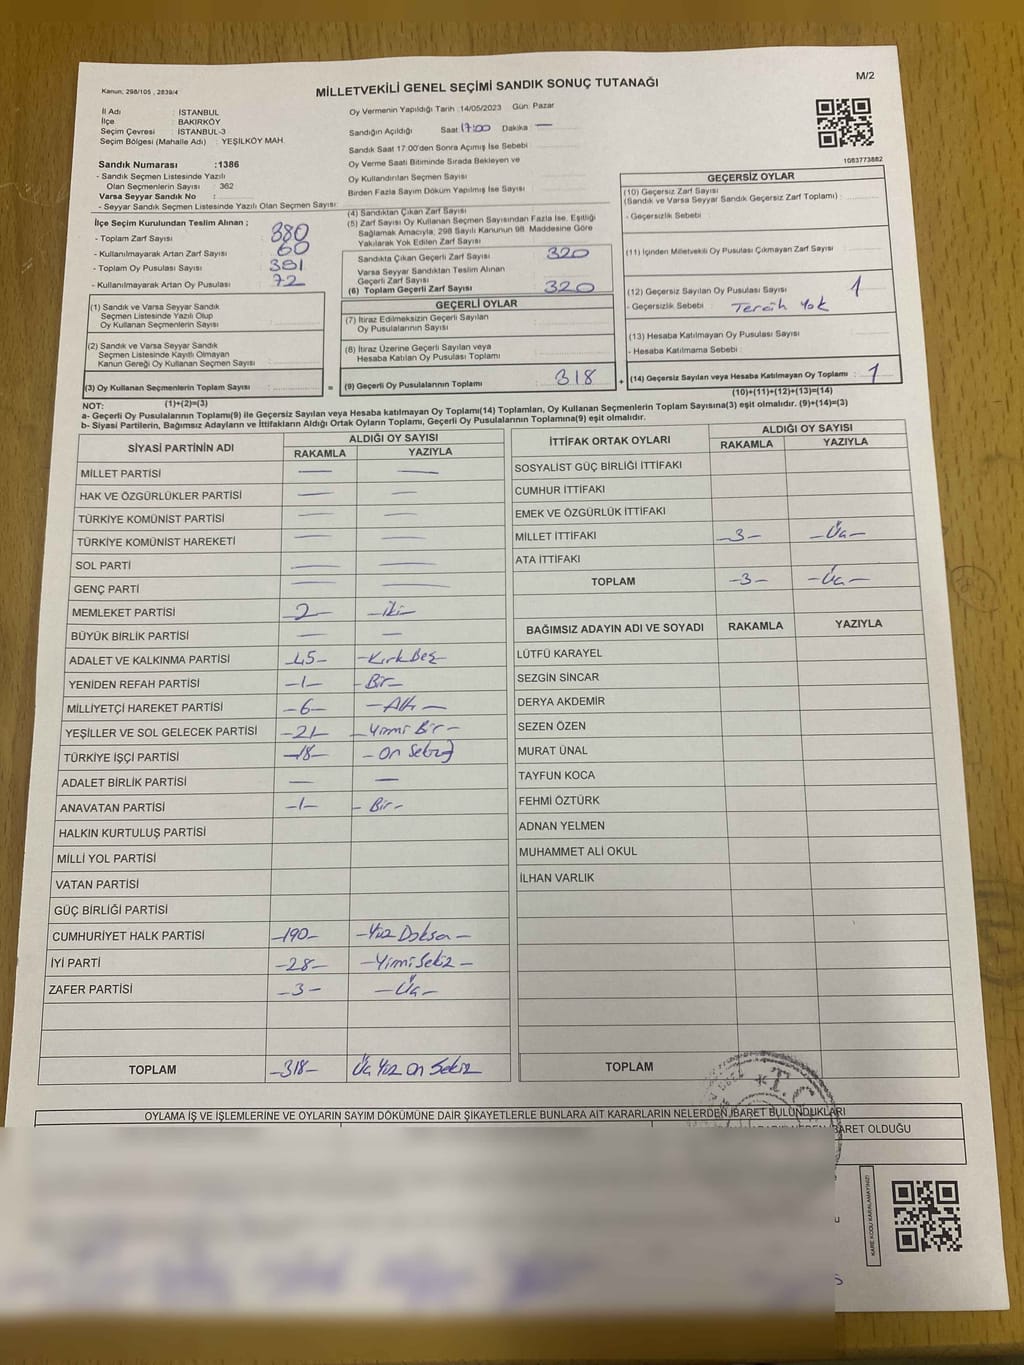 M/2
Kanun: 298/105 , 2839/4
MİLLETVEKİLİ GENEL SEÇİMİ SANDIK SONUÇ TUTANAĞI
İl Adı : İSTANBUL
İlçe : BAKIRKÖY
Seçim Çevresi : İSTANBUL-3
Seçim Bölgesi (Mahalle Adı) : YEŞİLKÖY MAH.
Sandık Numarası :1386
- Sandık Seçmen Listesinde Yazılı
Olan Seçmenlerin Sayısı : 362
Varsa Seyyar Sandık No :
- Seyyar Sandık Seçmen Listesinde Yazılı Olan Seçmen Sayısı:
İlçe Seçim Kurulundan Teslim Alınan ;
- Toplam Zarf Sayısı : 380
- Kullanılmayarak Artan Zarf Sayısı : 60
- Toplam Oy Pusulası Sayısı :
- Kullanılmayarak Artan Oy Pusulası : 72
(1) Sandık ve Varsa Seyyar Sandık
Seçmen Listesinde Yazılı Olup
Oy Kullanan Seçmenlerin Sayısı :
(2) Sandık ve Varsa Seyyar Sandık
Seçmen Listesinde Kayıtlı Olmayan
Kanun Gereği Oy Kullanan Seçmen Sayısı :
(3) Oy Kullanan Seçmenlerin Toplam Sayısı :
(1)+(2)=(3)
Oy Vermenin Yapıldığı Tarih :14/05/2023 Gün: Pazar
Sandığın Açıldığı Saat: 17:00 Dakika : —
Sandık Saat 17:00'den Sonra Açımış İse Sebebi
Oy Verme Saati Bitiminde Sırada Bekleyen ve
Oy Kullandırılan Seçmen Sayısı
Birden Fazla Sayım Döküm Yapılmış İse Sayısı
(4) Sandıktan Çıkan Zarf Sayısı
(5) Zarf Sayısı Oy Kullanan Seçmen Sayısından Fazla İse, Eşitliği
Sağlamak Amacıyla, 298 Sayılı Kanunun 98. Maddesine Göre
Yakılarak Yok Edilen Zarf Sayısı
Sandıkta Çıkan Geçerli Zarf Sayısı : 320
Varsa Seyyar Sandıktan Teslim Alınan
Geçerli Zarf Sayısı
(6) Toplam Geçerli Zarf Sayısı : 320
GEÇERLİ OYLAR
(7) İtiraz Edilmeksizin Geçerli Sayılan
Oy Pusulalarının Sayısı :
(8) İtiraz Üzerine Geçerli Sayılan veya
Hesaba Katılan Oy Pusulası Toplamı :
= (9) Geçerli Oy Pusulalarının Toplamı : 318
1083773882
GEÇERSİZ OYLAR
(10) Geçersiz Zarf Sayısı
(Sandık ve Varsa Seyyar Sandık Geçersiz Zarf Toplamı) :
- Geçersizlik Sebebi :
(11) İçinden Milletvekili Oy Pusulası Çıkmayan Zarf Sayısı :
(12) Geçersiz Sayılan Oy Pusulası Sayısı : 1
- Geçersizlik Sebebi : Tercih Yok
(13) Hesaba Katılmayan Oy Pusulası Sayısı :
- Hesaba Katılmama Sebebi :
+ (14) Geçersiz Sayılan veya Hesaba Katılmayan Oy Toplamı : 1
(10)+(11)+(12)+(13)=(14)
NOT:
a- Geçerli Oy Pusulalarının Toplamı(9) ile Geçersiz Sayılan veya Hesaba katılmayan Oy Toplamı(14) Toplamları, Oy Kullanan Seçmenlerin Toplam Sayısına(3) eşit olmalıdır. (9)+(14)=(3)
b- Siyasi Partilerin, Bağımsız Adayların ve İttifakların Aldığı Ortak Oyların Toplamı, Geçerli Oy Pusulalarının Toplamına(9) eşit olmalıdır.
SİYASİ PARTİNİN ADI ALDIĞI OY SAYISI
RAKAMLA YAZIYLA
MİLLET PARTİSİ — —
HAK VE ÖZGÜRLÜKLER PARTİSİ — —
TÜRKİYE KOMÜNİST PARTİSİ — —
TÜRKİYE KOMÜNİST HAREKETİ — —
SOL PARTİ — —
GENÇ PARTİ — —
MEMLEKET PARTİSİ 2— —iki—
BÜYÜK BİRLİK PARTİSİ — —
ADALET VE KALKINMA PARTİSİ —45— —Kırk Beş—
YENİDEN REFAH PARTİSİ —1— —Bir—
MİLLİYETÇİ HAREKET PARTİSİ —6— —Altı—
YEŞİLLER VE SOL GELECEK PARTİSİ —21— —Yirmi Bir—
TÜRKİYE İŞÇİ PARTİSİ —18— —On Sekiz
ADALET BİRLİK PARTİSİ — —
ANAVATAN PARTİSİ —1— —Bir—
HALKIN KURTULUŞ PARTİSİ
MİLLİ YOL PARTİSİ
VATAN PARTİSİ
GÜÇ BİRLİĞİ PARTİSİ
CUMHURİYET HALK PARTİSİ —190— —Yüz Doksan—
İYİ PARTİ —28— —Yirmi Sekiz—
ZAFER PARTİSİ —3— —Üç—
TOPLAM —318— Üç Yüz On Sekiz
İTTİFAK ORTAK OYLARI ALDIĞI OY SAYISI
RAKAMLA YAZIYLA
SOSYALİST GÜÇ BİRLİĞİ İTTİFAKI
CUMHUR İTTİFAKI
EMEK VE ÖZGÜRLÜK İTTİFAKI
MİLLET İTTİFAKI —3— —Üç—
ATA İTTİFAKI
TOPLAM —3— —Üç—
BAĞIMSIZ ADAYIN ADI VE SOYADI RAKAMLA YAZIYLA
LÜTFÜ KARAYEL
SEZGİN SİNCAR
DERYA AKDEMİR
SEZEN ÖZEN
MURAT ÜNAL
TAYFUN KOCA
FEHMİ ÖZTÜRK
ADNAN YELMEN
MUHAMMET ALİ OKUL
İLHAN VARLIK
TOPLAM
T.C.
OYLAMA İŞ VE İŞLEMLERİNE VE OYLARIN SAYIM DÖKÜMÜNE DAİR ŞİKAYETLERLE BUNLARA AİT KARARLARIN NELERDEN İBARET BULUNDUKLARI
İBARET OLDUĞU
KARE KODU KARALAMAYINIZ!